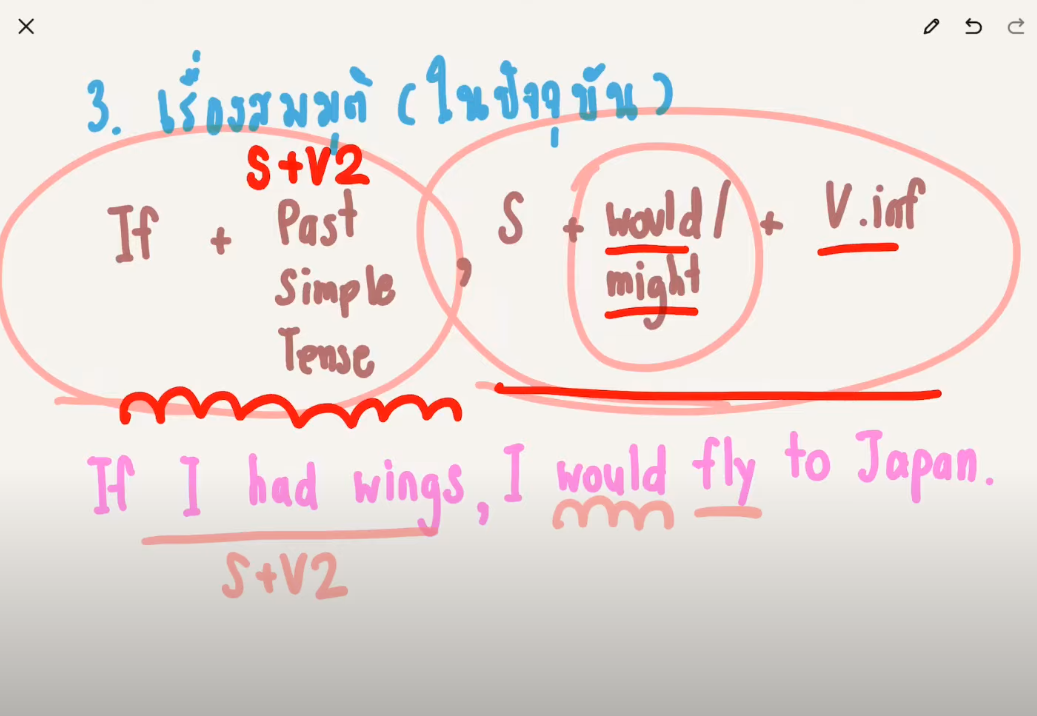 3. เรื่องสมมุติ (ในปัจจุบัน)
S+V2
If + Past Simple Tense, S + would/might + V.inf
If I had wings, I would fly to Japan.
S+V2